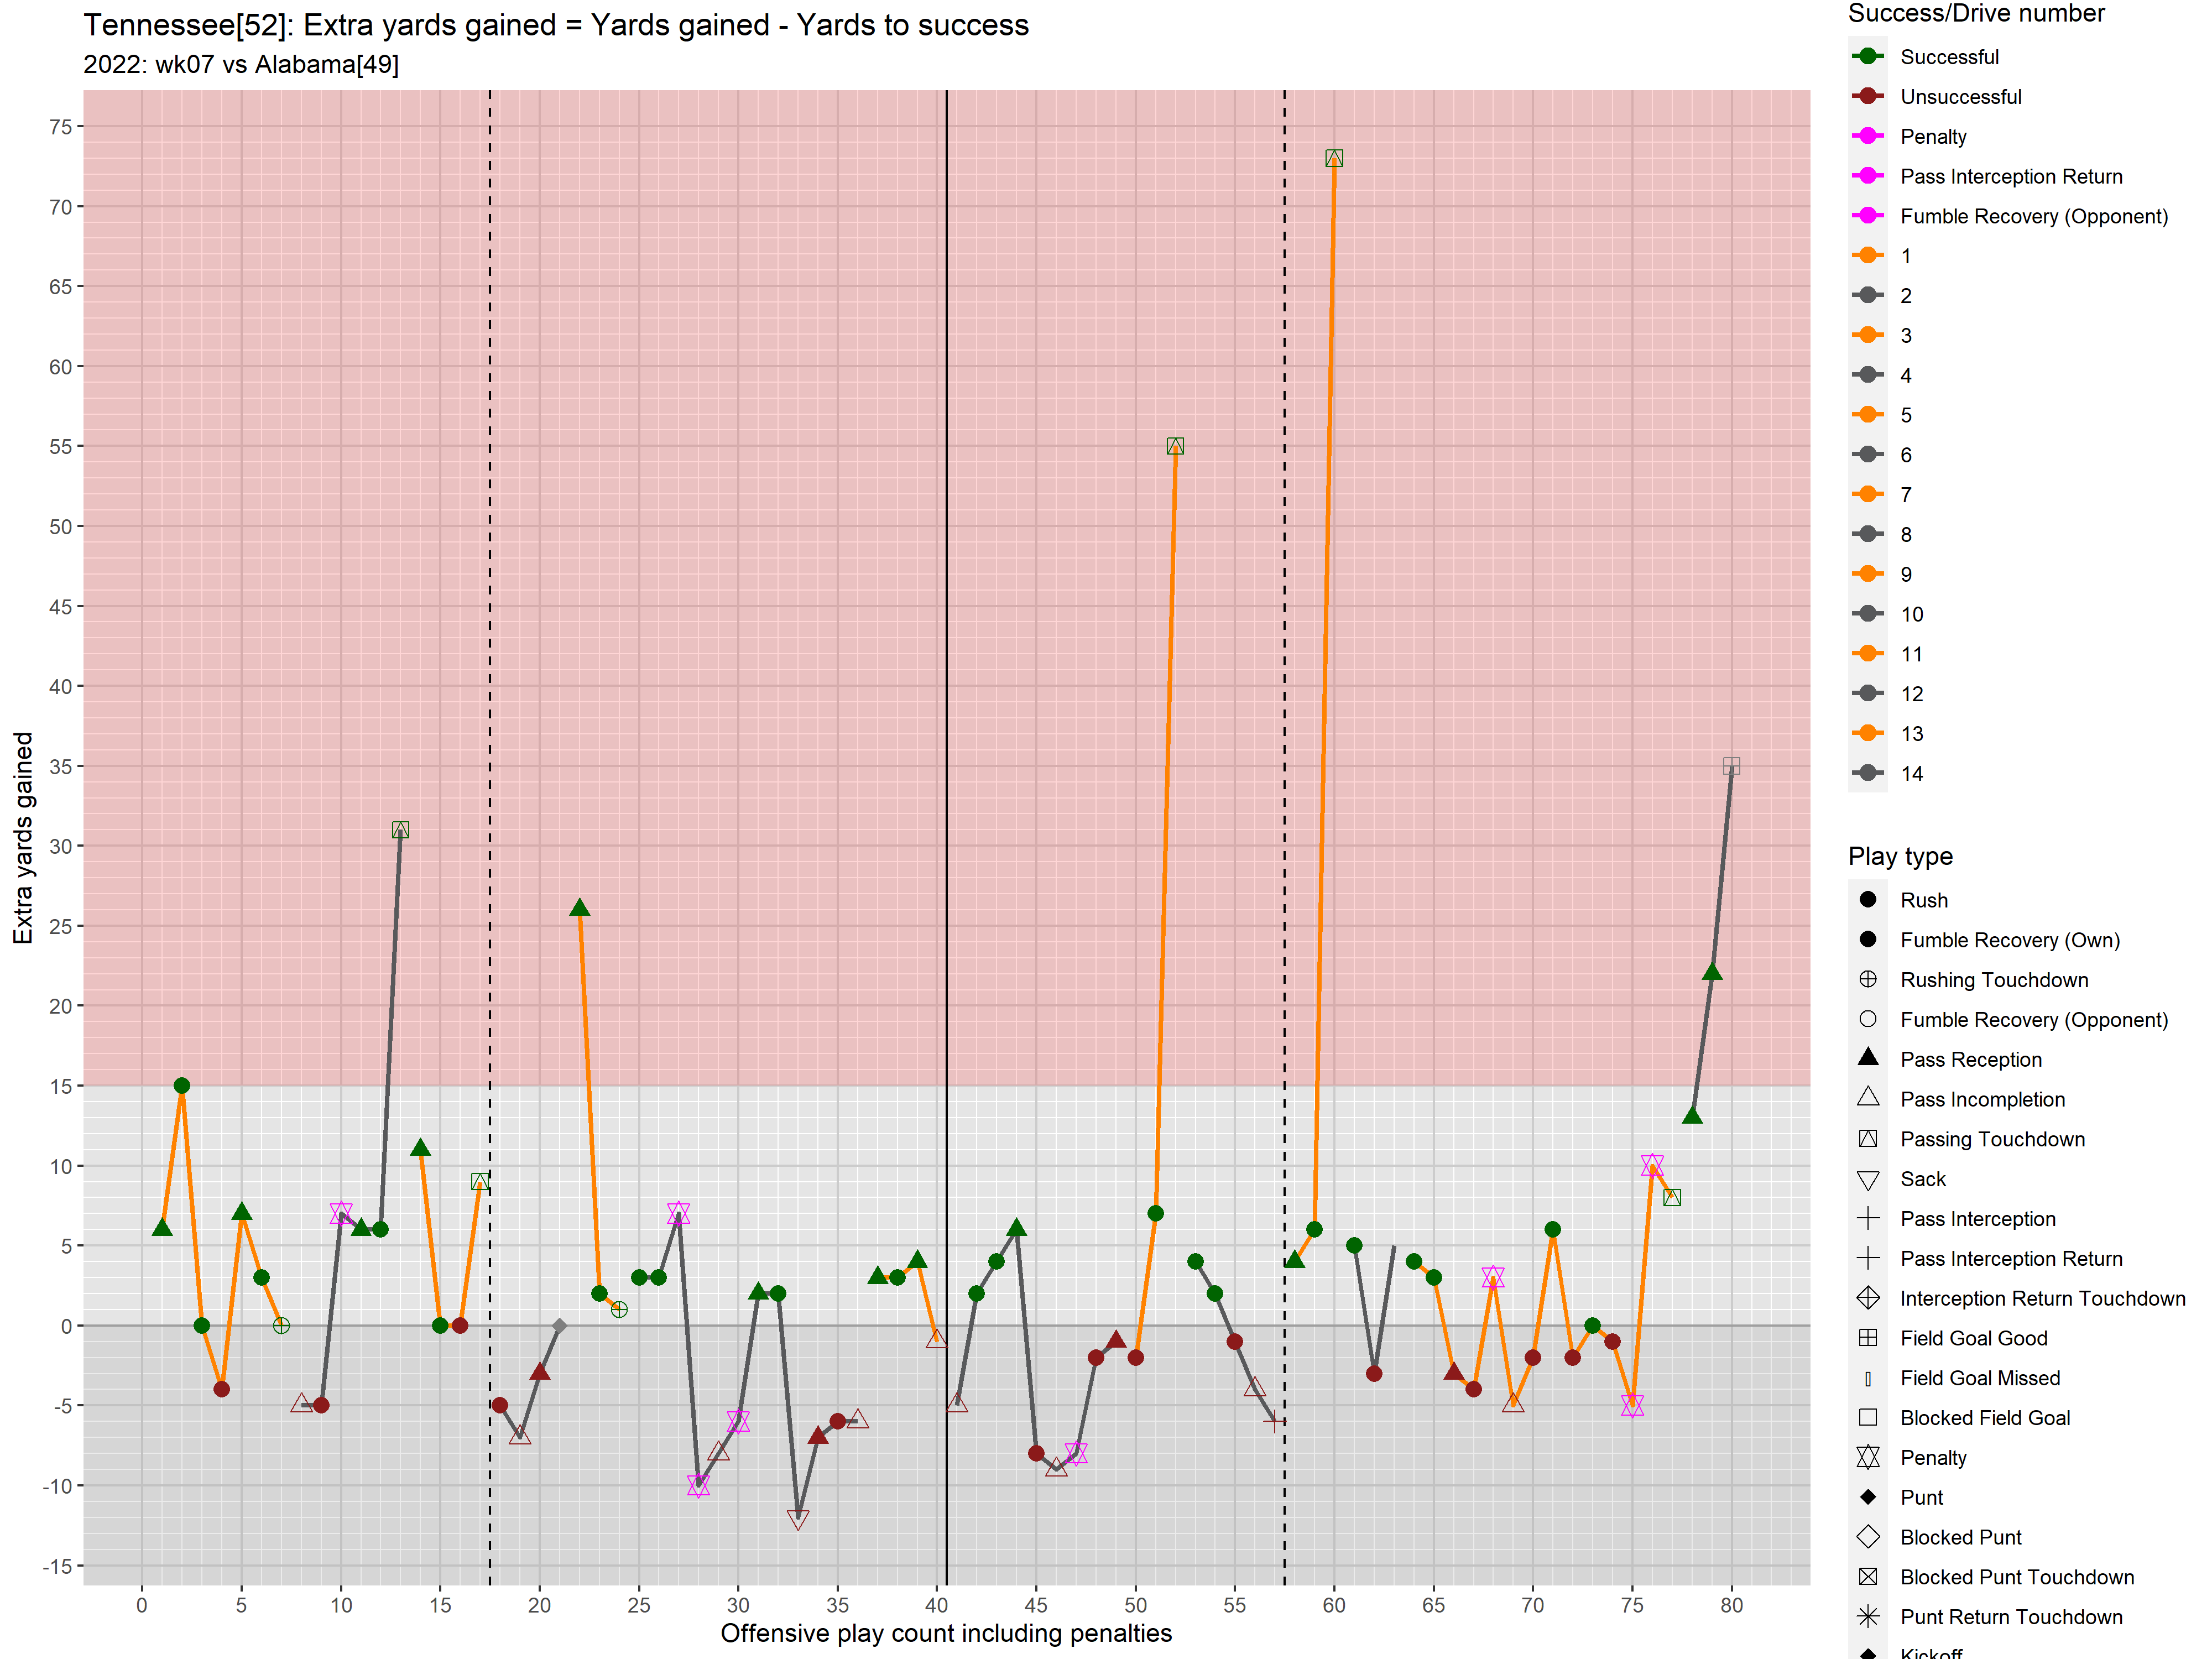 Tennessee[52]: Extra yards gained = Yards gained - Yards to success
2022: wk07 vs Alabama[49]
Extra yards gained
75
70
65
60
55
50
45
40
35
30
25
20
15
10
5
0
-5
-10
-15
0 5 10 15 20 25 30 35 40 45 50 55 60 65 70 75 80
Offensive play count including penalties
Success/Drive number
Successful
Unsuccessful
Penalty
Pass Interception Return
Fumble Recovery (Opponent)
1
2
3
4
5
6
7
8
9
10
11
12
13
14
Play type
Rush
Fumble Recovery (Own)
Rushing Touchdown
Fumble Recovery (Opponent)
Pass Reception
Pass Incompletion
Passing Touchdown
Sack
Pass Interception
Pass Interception Return
Interception Return Touchdown
Field Goal Good
Field Goal Missed
Blocked Field Goal
Penalty
Punt
Blocked Punt
Blocked Punt Touchdown
Punt Return Touchdown
Kickoff